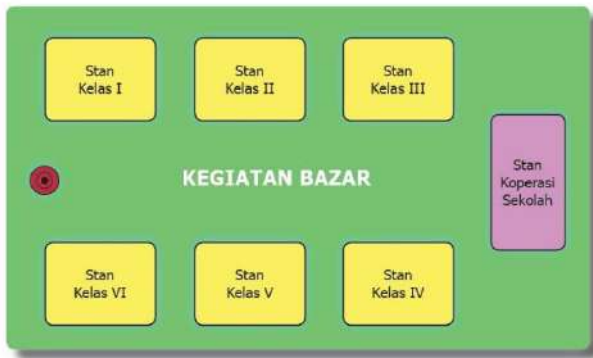 Stan
Kelas I
Stan
Kelas II
Stan
Kelas III
KEGIATAN BAZAR
Stan
Koperasi
Sekolah
Stan
Kelas VI
Stan
Kelas V
Stan
Kelas IV